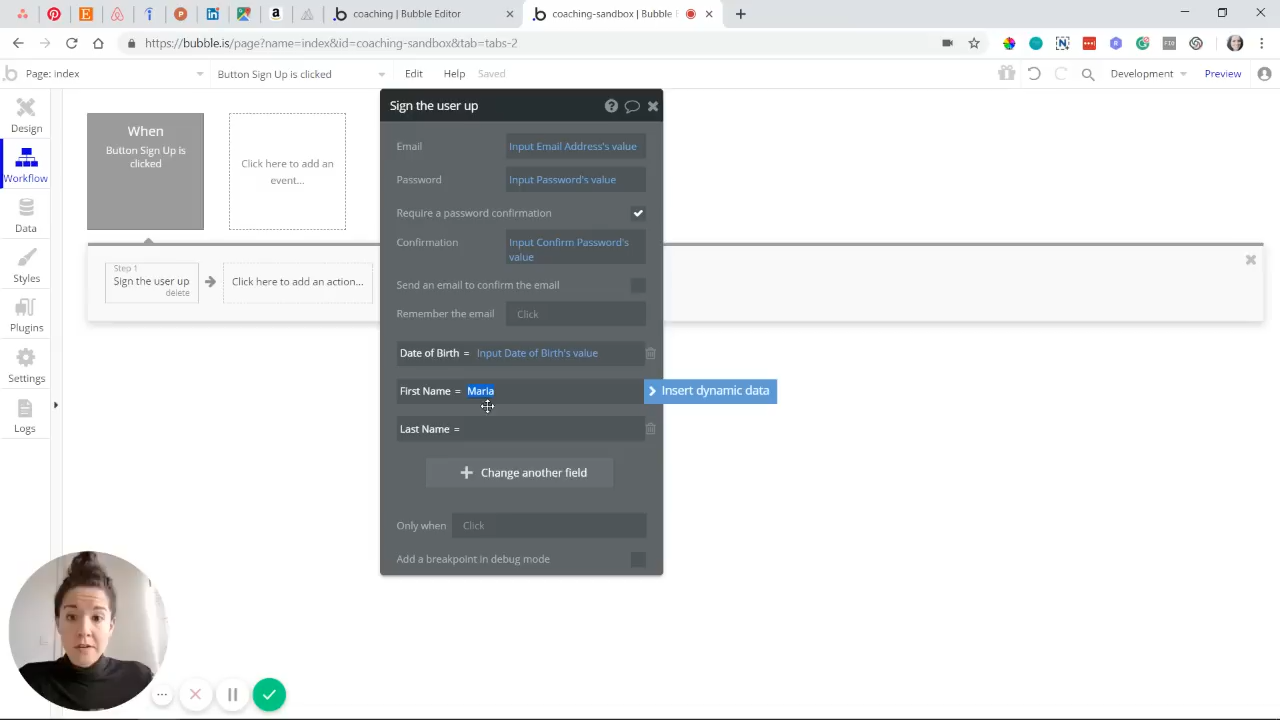 coaching | Bubble Editor
coaching-sandbox | Bubble E
https://bubble.is/page?name=index&id=coaching-sandbox&tab=tabs-2
Page: index
Button Sign Up is clicked
Edit
Help
Saved
Development
Preview
Design
Workflow
Data
Styles
Plugins
Settings
Logs
When
Button Sign Up is
clicked
Click here to add an
event...
Step 1
Sign the user up
delete
Click here to add an action...
Sign the user up
Email
Input Email Address's value
Password
Input Password's value
Require a password confirmation
Confirmation
Input Confirm Password's
value
Send an email to confirm the email
Remember the email
Click
Date of Birth =
Input Date of Birth's value
First Name =
Maria
Insert dynamic data
Last Name =
Change another field
Only when
Click
Add a breakpoint in debug mode